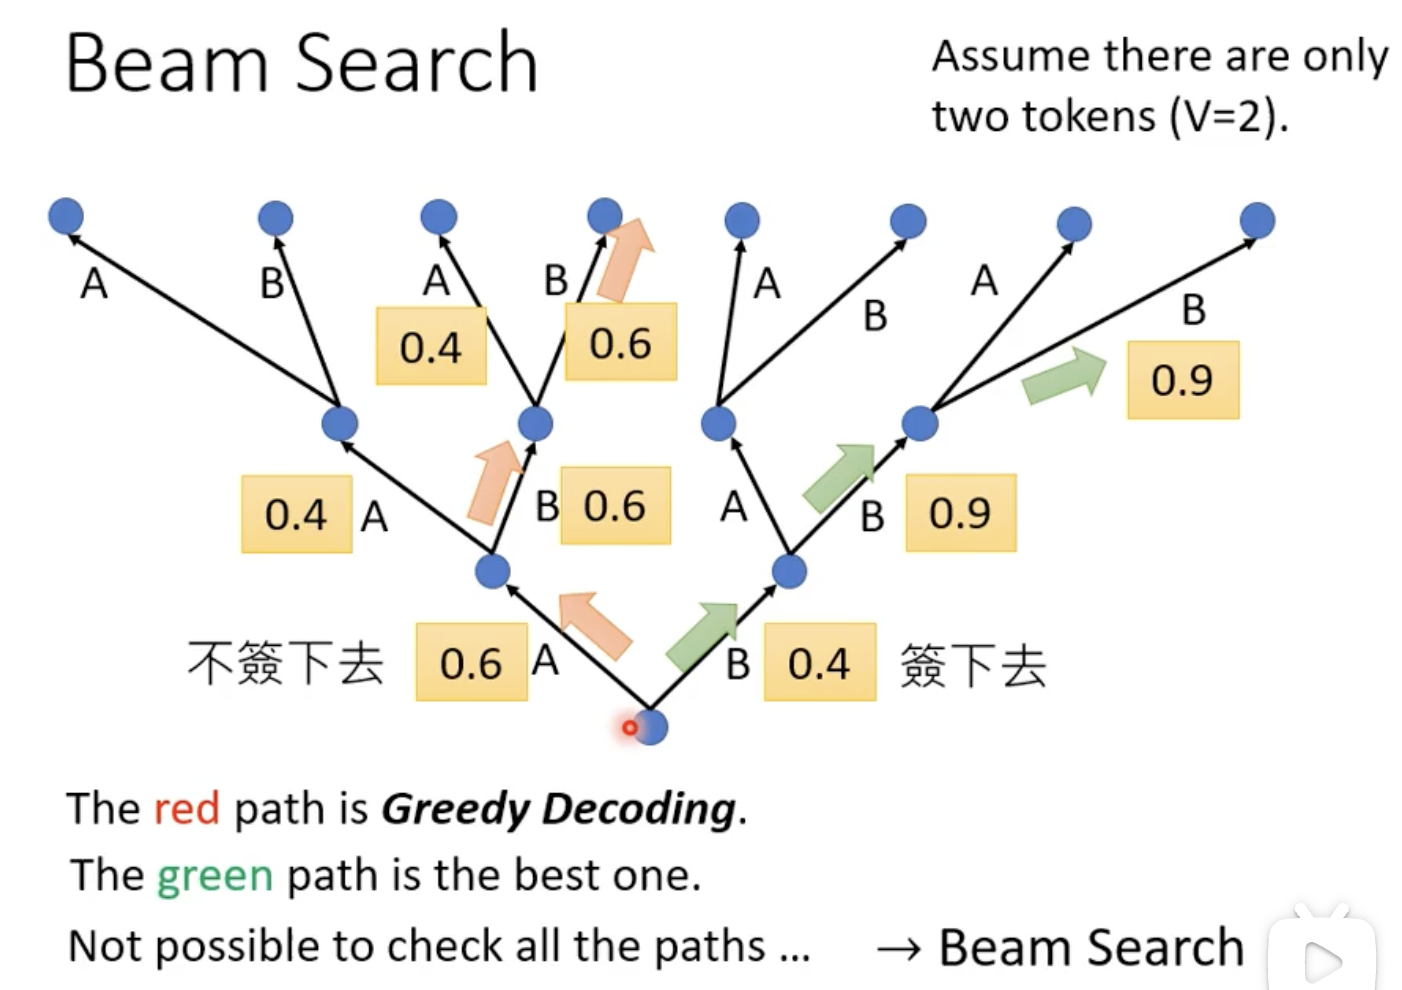 Beam Search
Assume there are only
two tokens (V=2).
A
B
A
B
A
B
A
B
0.4
0.6
0.9
0.4
A
B
0.6
A
B
0.9
不簽下去
0.6
A
B
0.4
簽下去
The red path is Greedy Decoding.
The green path is the best one.
Not possible to check all the paths ...
→ Beam Search